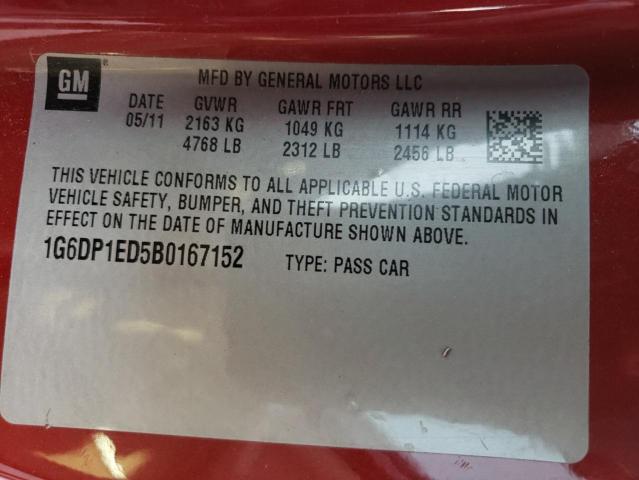 GM
MFD BY GENERAL MOTORS LLC
DATE GVWR GAWR FRT GAWR RR
05/11 2163 KG 1049 KG 1114 KG
4768 LB 2312 LB 2456 LB
THIS VEHICLE CONFORMS TO ALL APPLICABLE U.S. FEDERAL MOTOR
VEHICLE SAFETY, BUMPER, AND THEFT PREVENTION STANDARDS IN
EFFECT ON THE DATE OF MANUFACTURE SHOWN ABOVE.
1G6DP1ED5B0167152 TYPE: PASS CAR